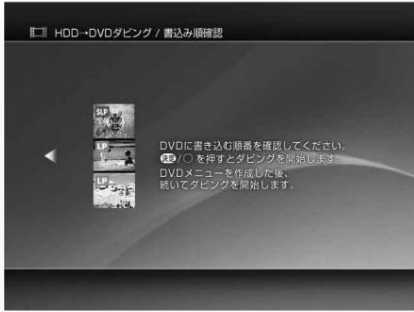 HDD→DVDダビング / 書込み順確認
SLP
LP
LP
DVDに書き込む順番を確認してください。
決定/○ を押すとダビングを開始します。
DVDメニューを作成した後、
続いてダビングを開始します。